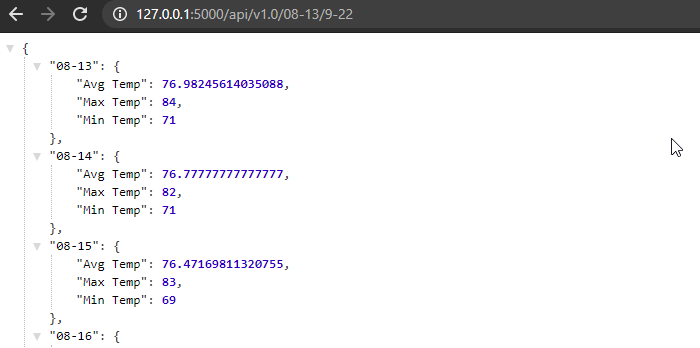 127.0.0.1:5000/api/v1.0/08-13/9-22
{
"08-13": {
"Avg Temp": 76.98245614035088,
"Max Temp": 84,
"Min Temp": 71
},
"08-14": {
"Avg Temp": 76.77777777777777,
"Max Temp": 82,
"Min Temp": 71
},
"08-15": {
"Avg Temp": 76.47169811320755,
"Max Temp": 83,
"Min Temp": 69
},
"08-16": {